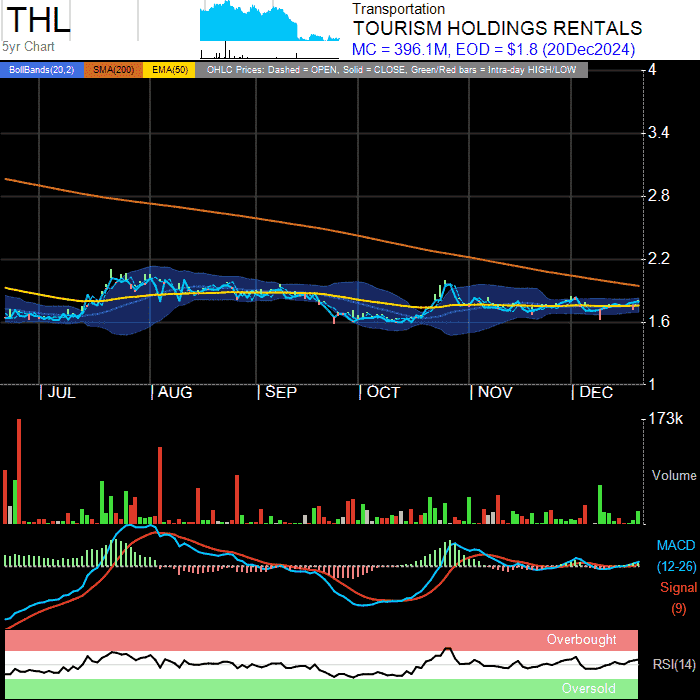 THL
5yr Chart
Transportation
TOURISM HOLDINGS RENTALS
MC = 396.1M, EOD = $1.8 (20Dec2024)
BollBands(20,2) SMA(200) EMA(50) OHLC Prices: Dashed = OPEN, Solid = CLOSE, Green/Red bars = Intra-day HIGH/LOW
4
3.4
2.8
2.2
1.6
1
| JUL | AUG | SEP | OCT | NOV | DEC
173k
Volume
MACD
(12-26)
Signal
(9)
Overbought
RSI(14)
Oversold